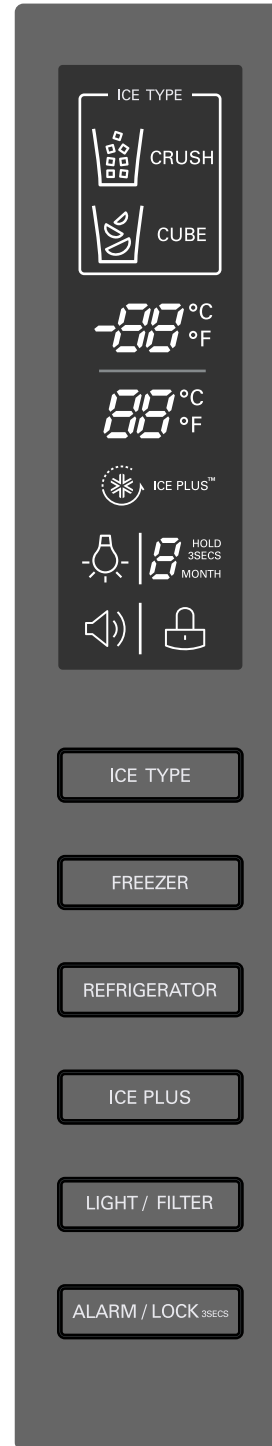 ICE TYPE
CRUSH
CUBE
-88 °C
°F
88 °C
°F
ICE PLUS™
8 HOLD
3SECS
MONTH
ICE TYPE
FREEZER
REFRIGERATOR
ICE PLUS
LIGHT / FILTER
ALARM / LOCK 3SECS